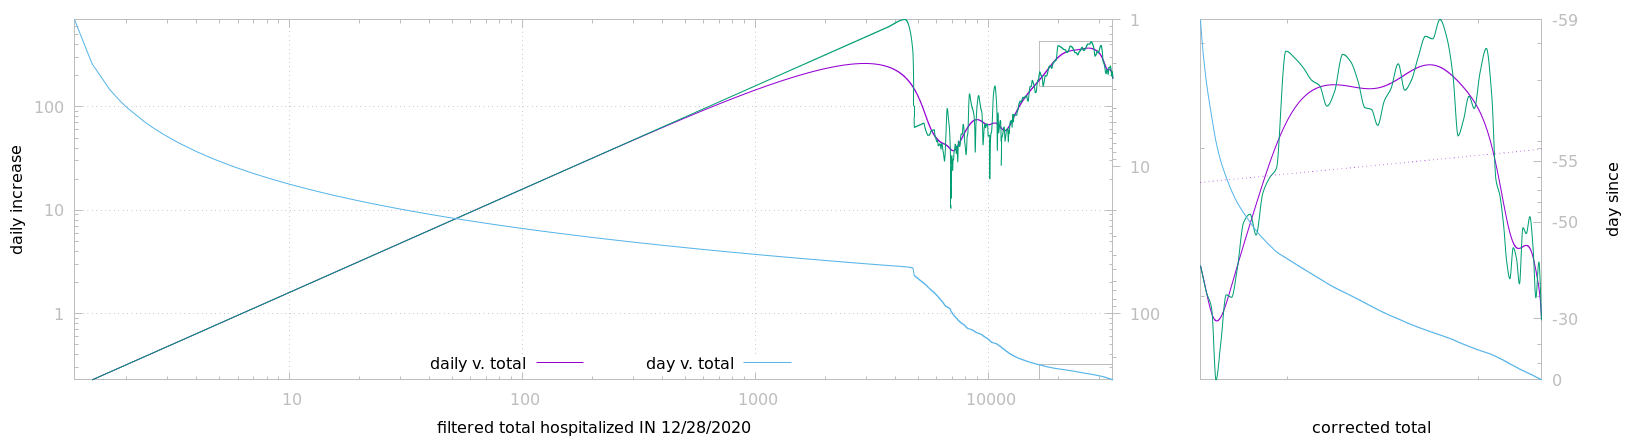 daily increase
100
10
1
10
100
1000
10000
1
10
100
daily v. total
day v. total
filtered total hospitalized IN 12/28/2020
-59
-55
-50
-30
0
day since
corrected total